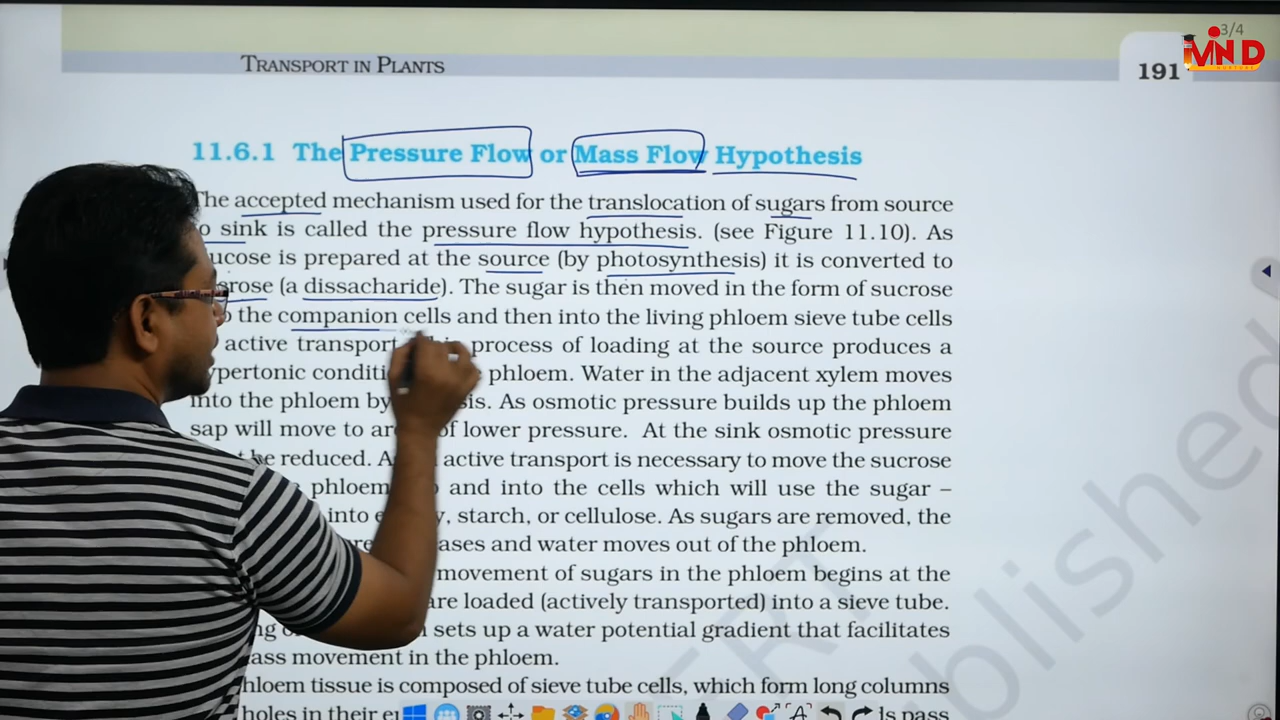 3/4
MIND
TRANSPORT IN PLANTS
191
11.6.1 The Pressure Flow or Mass Flow Hypothesis
The accepted mechanism used for the translocation of sugars from source
sink is called the pressure flow hypothesis. (see Figure 11.10). As
is prepared at the source (by photosynthesis) it is converted to
(a dissacharide). The sugar is then moved in the form of sucrose
the companion cells and then into the living phloem sieve tube cells
active transport process of loading at the source produces a
phloem. Water in the adjacent xylem moves
into the phloem by As osmotic pressure builds up the phloem
sap will move to of lower pressure. At the sink osmotic pressure
be reduced. active transport is necessary to move the sucrose
phloem and into the cells which will use the sugar –
into starch, or cellulose. As sugars are removed, the
and water moves out of the phloem.
movement of sugars in the phloem begins at the
are loaded (actively transported) into a sieve tube.
sets up a water potential gradient that facilitates
movement in the phloem.
tissue is composed of sieve tube cells, which form long columns
holes in their pass